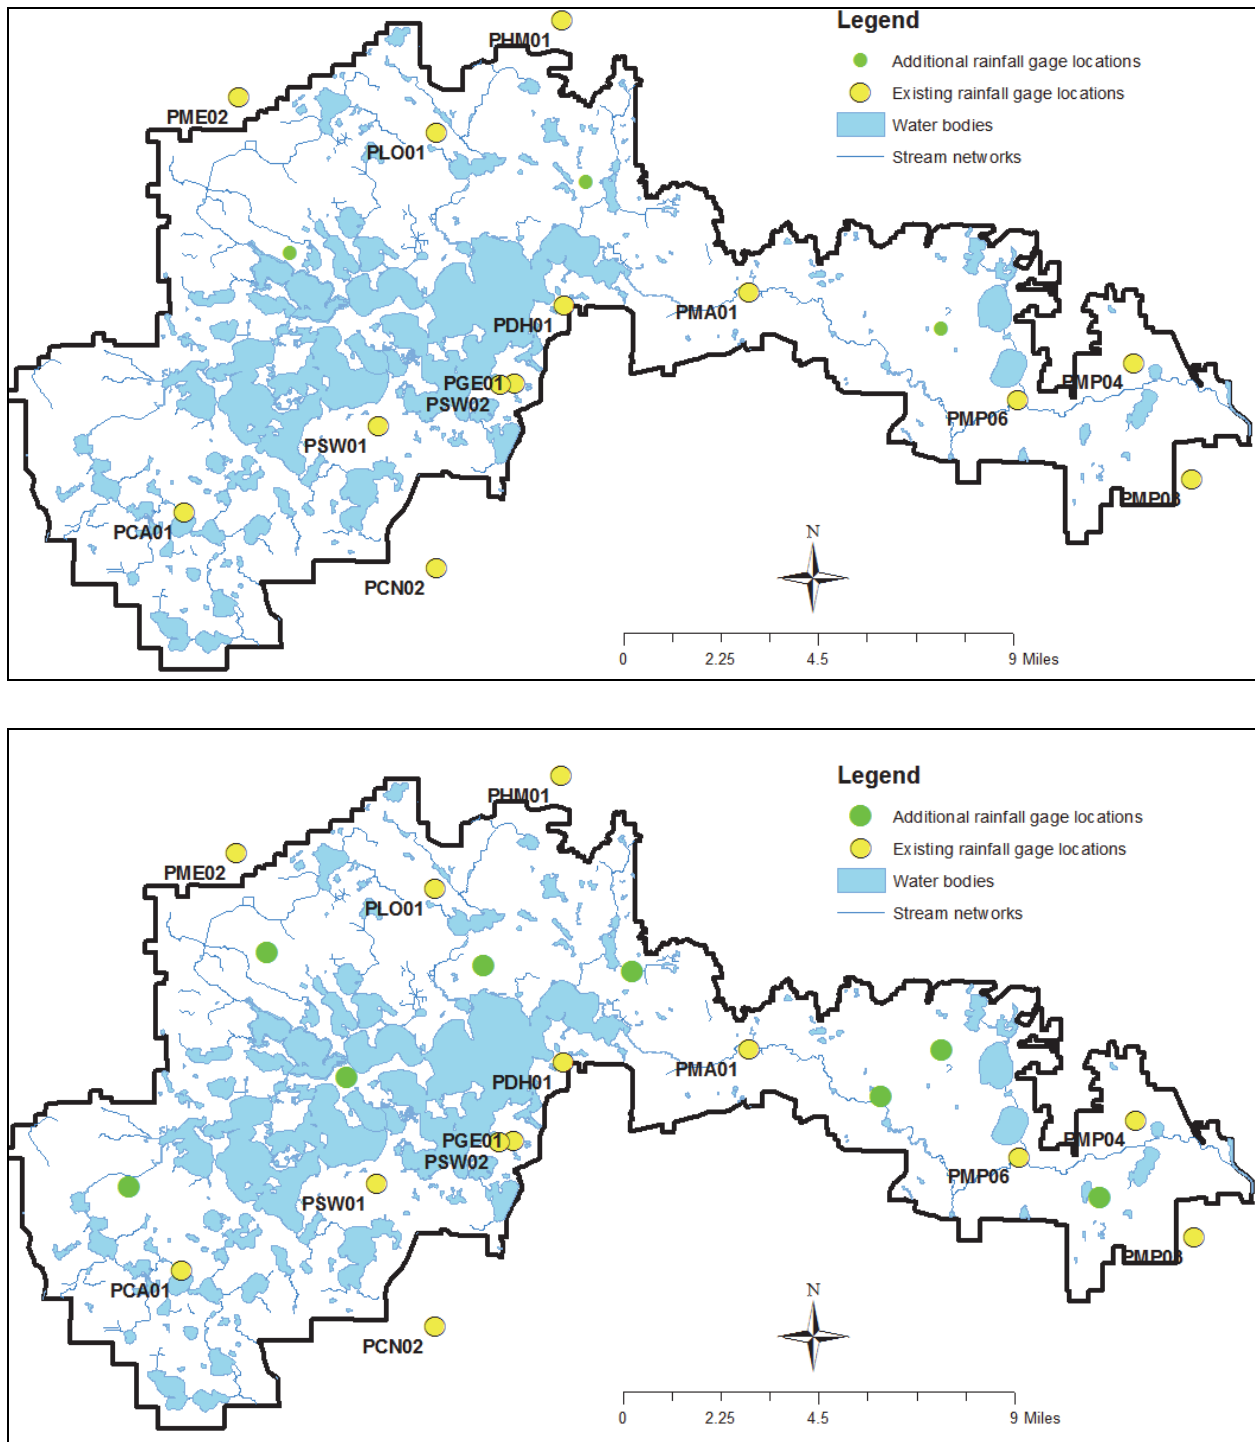 Legend
PHM01
Additional rainfall gage locations
Existing rainfall gage locations
PME02
Water bodies
PLO01
Stream networks
PMA01
PDH01
PGE01
PMP04
PSW02
PMP06
PSW01
PMP03
PCA01
N
PCN02
0 2.25 4.5 9 Miles
Legend
PHM01
Additional rainfall gage locations
Existing rainfall gage locations
PME02
Water bodies
PLO01
Stream networks
PMA01
PDH01
PGE01
PMP04
PSW02
PMP06
PSW01
PMP03
PCA01
N
PCN02
0 2.25 4.5 9 Miles